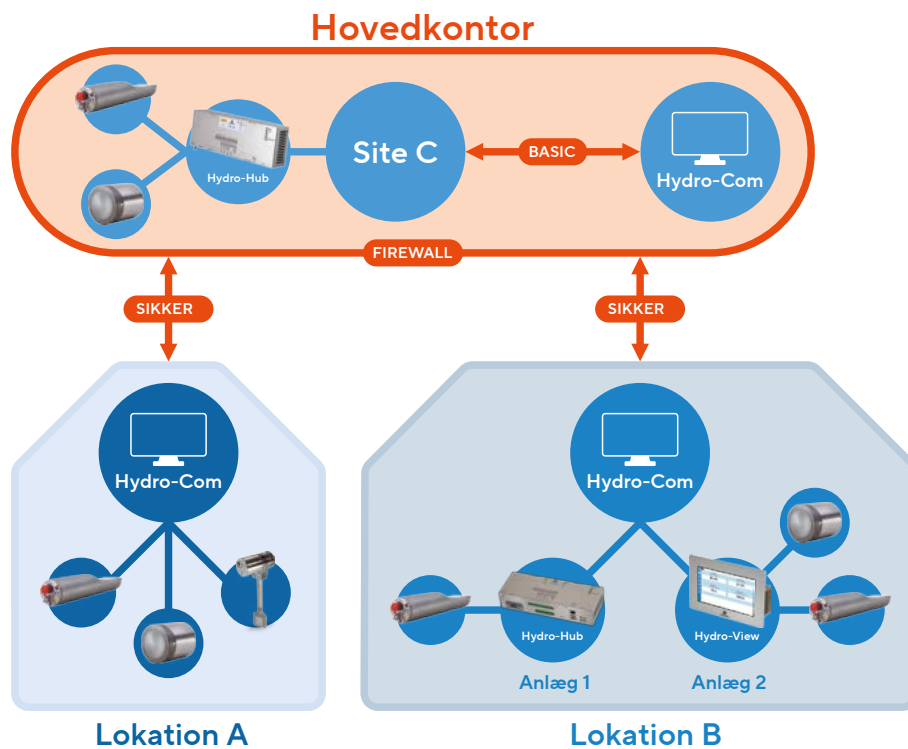 Hovedkontor
Hydro-Hub
Site C
BASIC
Hydro-Com
FIREWALL
SIKKER
SIKKER
Hydro-Com
Hydro-Com
Hydro-Hub
Hydro-View
Anlæg 1
Anlæg 2
Lokation A
Lokation B